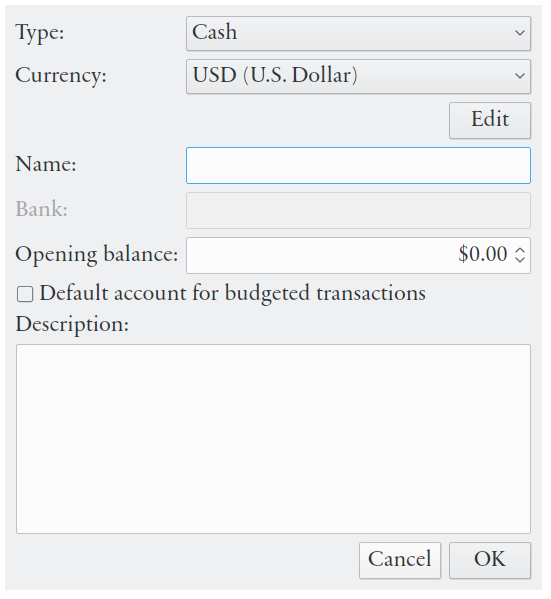 Type: Cash
Currency: USD (U.S. Dollar)
Edit
Name:
Bank:
Opening balance: $0.00
Default account for budgeted transactions
Description:
Cancel OK